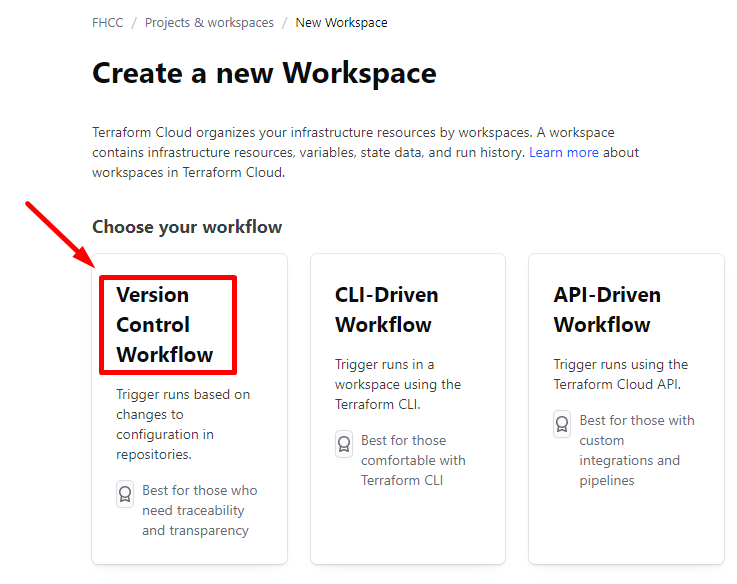 FHCC / Projects & workspaces / New Workspace
Create a new Workspace
Terraform Cloud organizes your infrastructure resources by workspaces. A workspace
contains infrastructure resources, variables, state data, and run history. Learn more about
workspaces in Terraform Cloud.
Choose your workflow
Version
Control
Workflow
Trigger runs based on
changes to
configuration in
repositories.
Best for those who
need traceability
and transparency
CLI-Driven
Workflow
Trigger runs in a
workspace using the
Terraform CLI.
Best for those
comfortable with
Terraform CLI
API-Driven
Workflow
Trigger runs using the
Terraform Cloud API.
Best for those with
custom
integrations and
pipelines